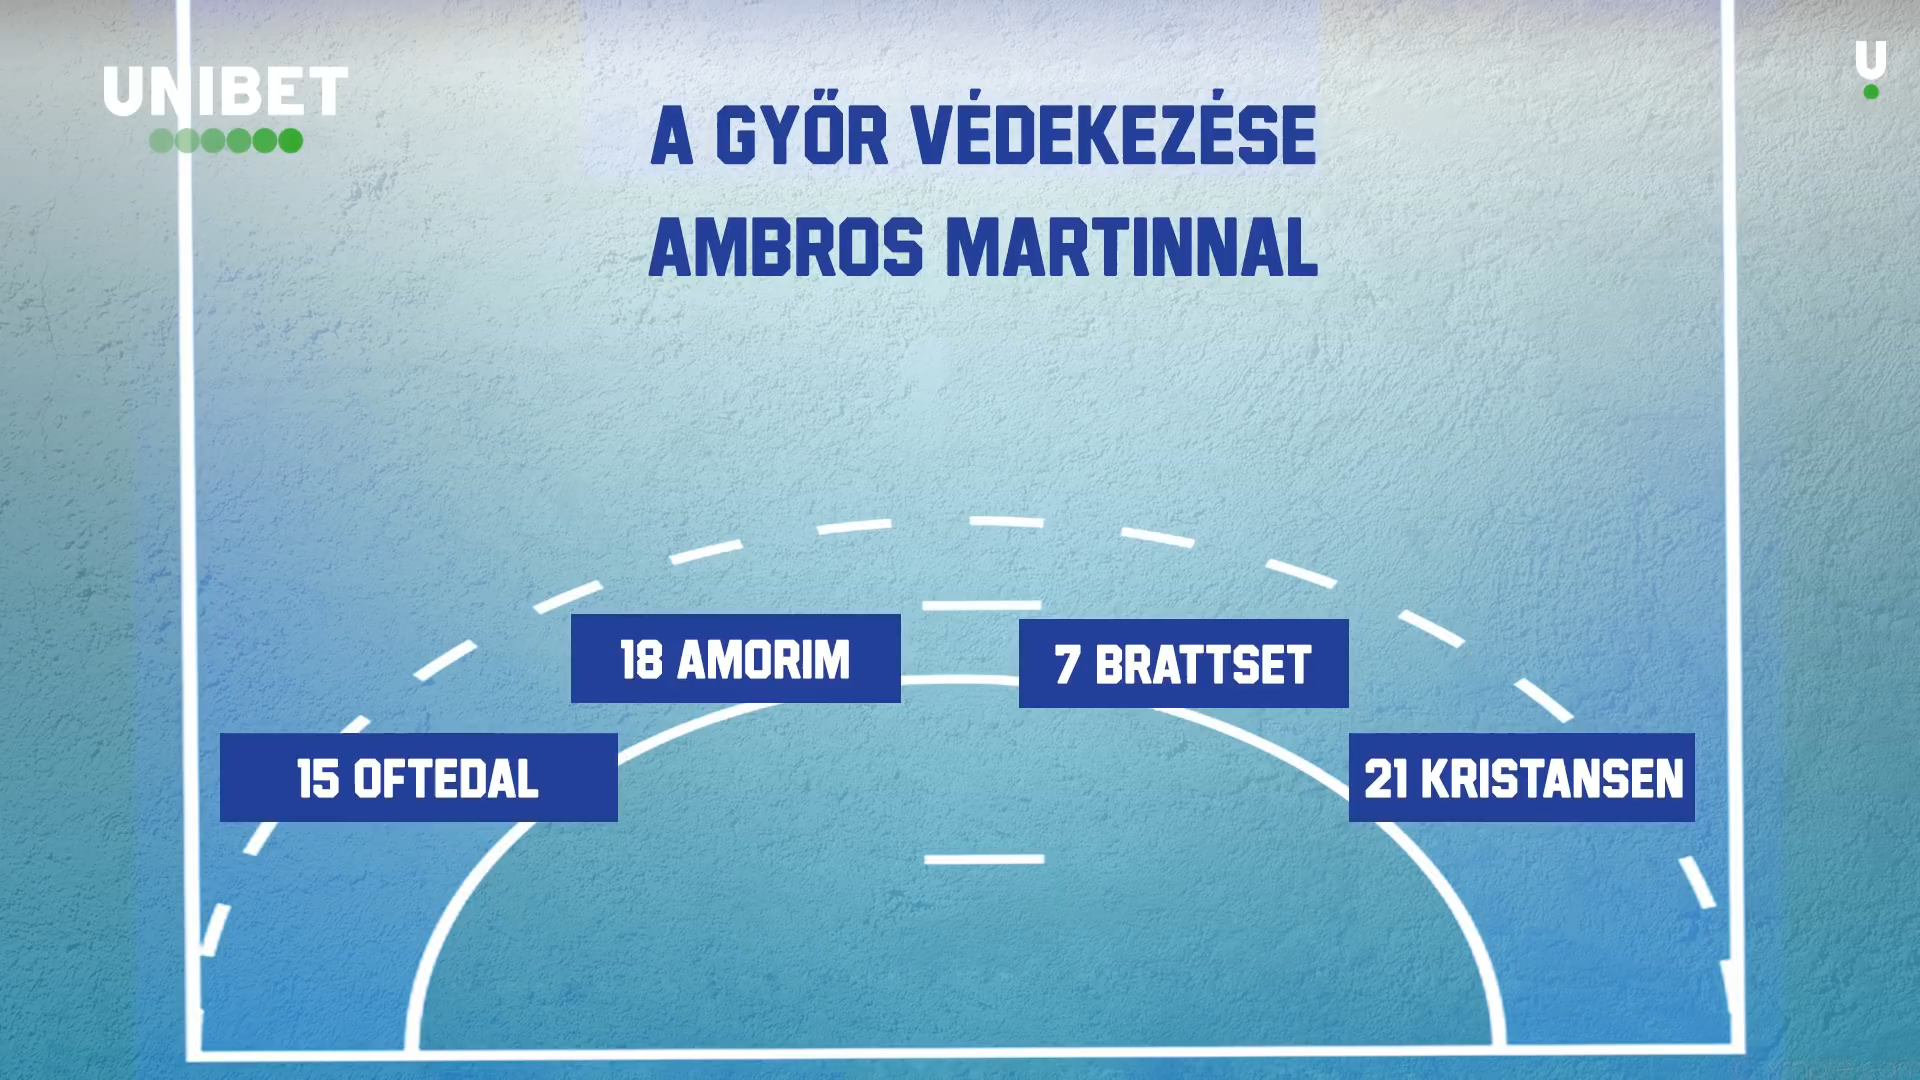 UNIBET
U
A GYŐR VÉDEKEZÉSE
AMBROS MARTINNAL
18 AMORIM
7 BRATTSET
15 OFTEDAL
21 KRISTANSEN